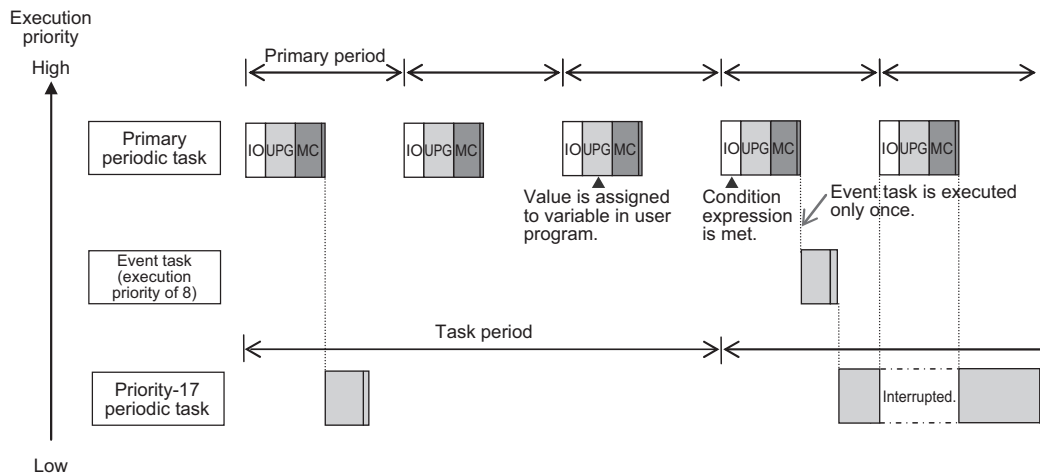 Execution
priority
High
Primary period
Primary
periodic task
IO UPG MC
IO UPG MC
IO UPG MC
IO UPG MC
IO UPG MC
Value is assigned
to variable in user
program.
Condition
expression
is met.
Event task is executed
only once.
Event task
(execution
priority of 8)
Task period
Priority-17
periodic task
Interrupted.
Low